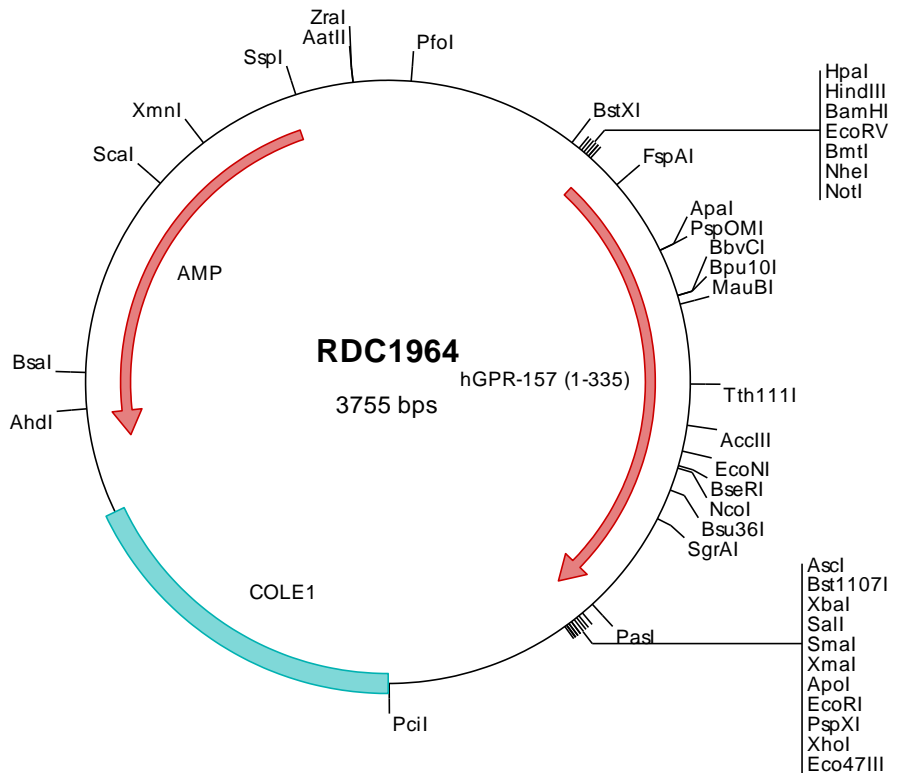 ZraI
AatII
PfoI
SspI
XmnI
ScaI
BstXI
HpaI
HindIII
BamHI
EcoRV
BmtI
NheI
NotI
FspAI
ApaI
PspOMI
BbvCI
Bpu10I
MauBI
AMP
RDC1964
3755 bps
hGPR-157 (1-335)
BsaI
AhdI
Tth111I
AccIII
EcoNI
BseRI
NcoI
Bsu36I
SgrAI
COLE1
PasI
AscI
Bst1107I
XbaI
SalI
SmaI
XmaI
ApoI
EcoRI
PspXI
XhoI
Eco47III
PciI